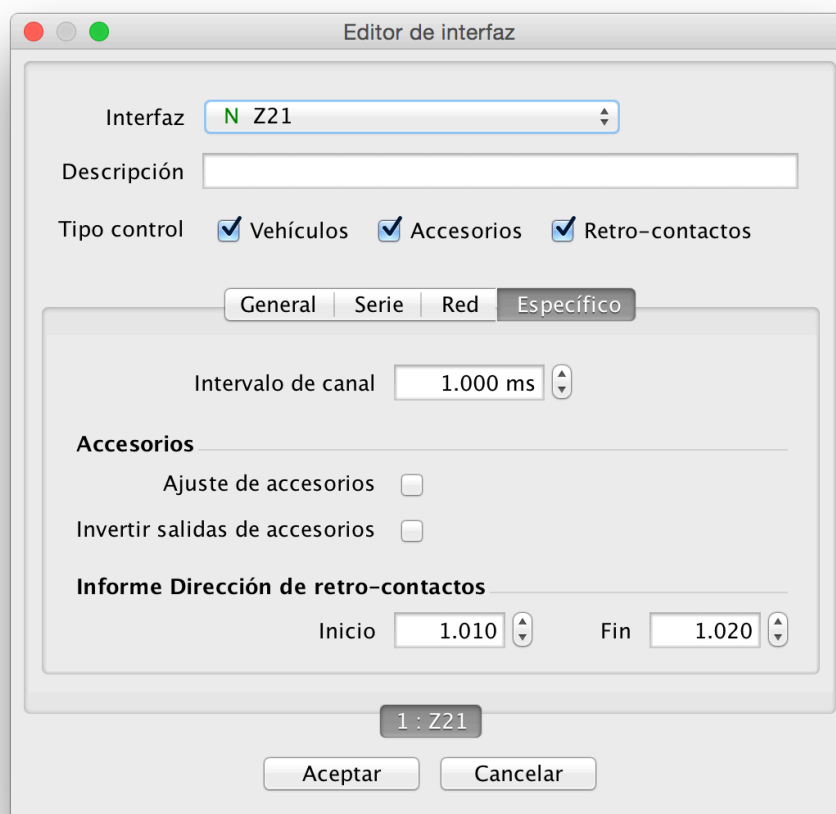 Editor de interfaz
Interfaz N Z21
Descripción
Tipo control Vehículos Accesorios Retro-contactos
General Serie Red Específico
Intervalo de canal 1.000 ms
Accesorios
Ajuste de accesorios
Invertir salidas de accesorios
Informe Dirección de retro-contactos
Inicio 1.010 Fin 1.020
1 : Z21
Aceptar Cancelar